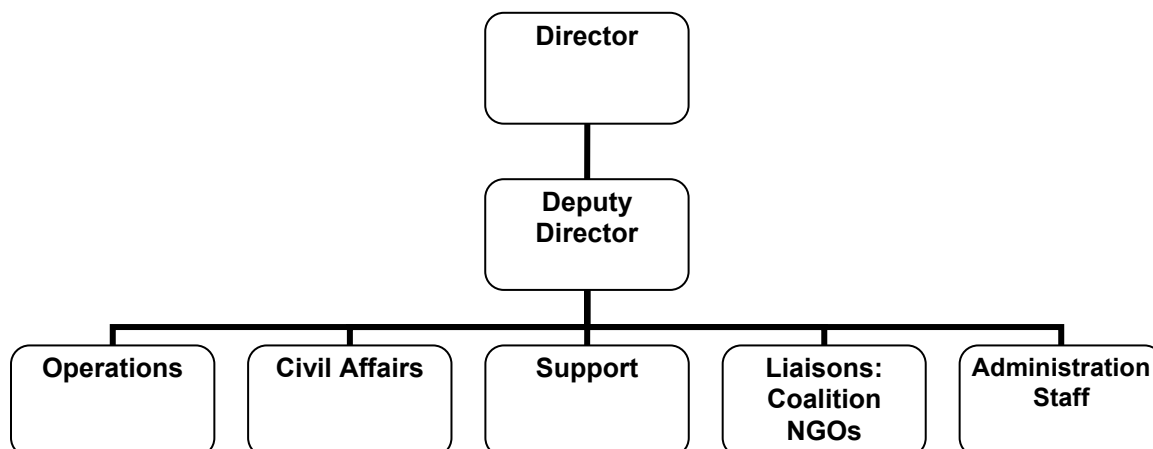 Director
Deputy
Director
Operations
Civil Affairs
Support
Liaisons:
Coalition
NGOs
Administration
Staff